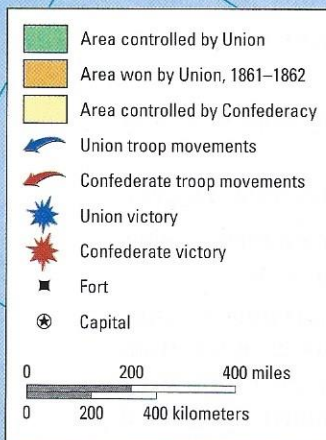 Area controlled by Union
Area won by Union, 1861–1862
Area controlled by Confederacy
Union troop movements
Confederate troop movements
Union victory
Confederate victory
Fort
Capital
0 200 400 miles
0 200 400 kilometers